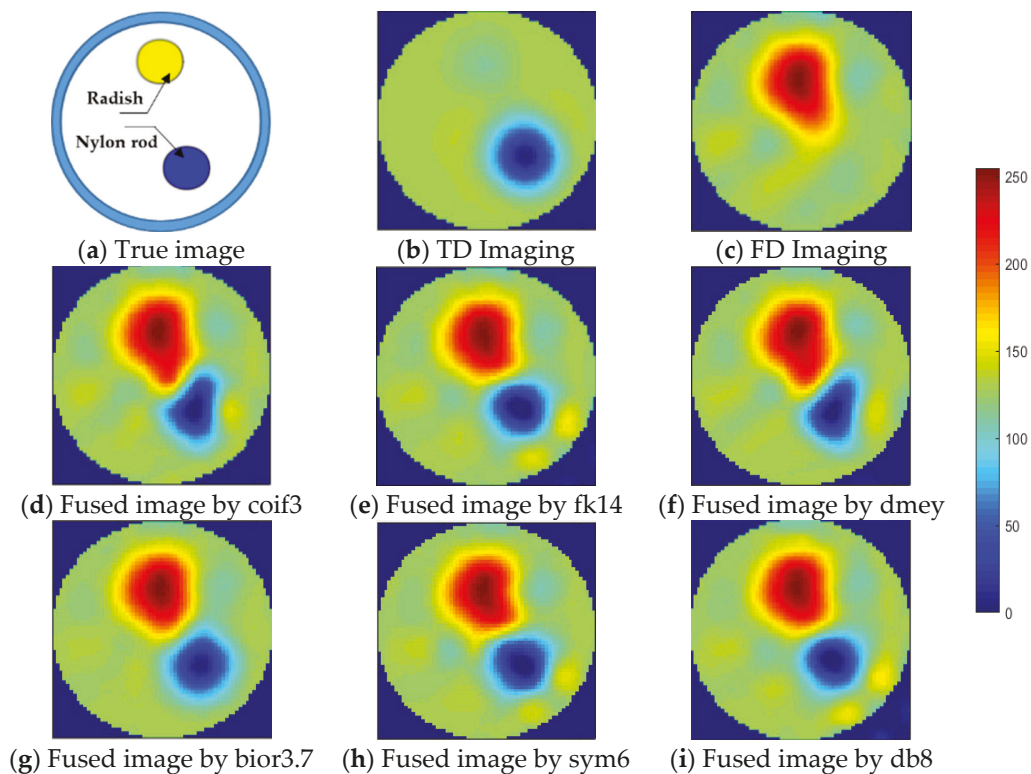 Radish
Nylon rod
(a) True image
(b) TD Imaging
(c) FD Imaging
250
200
150
100
50
0
(d) Fused image by coif3
(e) Fused image by fk14
(f) Fused image by dmey
(g) Fused image by bior3.7
(h) Fused image by sym6
(i) Fused image by db8